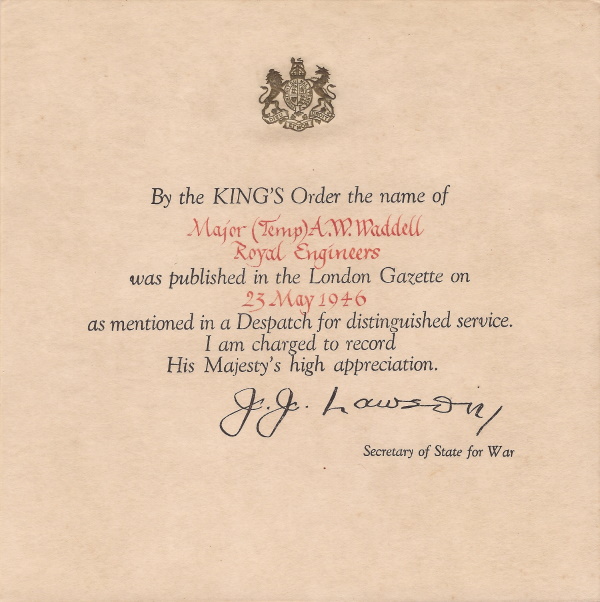 By the KING'S Order the name of
Major (Temp) A.W. Waddell
Royal Engineers
was published in the London Gazette on
23 May 1946
as mentioned in a Despatch for distinguished service.
I am charged to record
His Majesty's high appreciation.
J.J. Lawson
Secretary of State for War